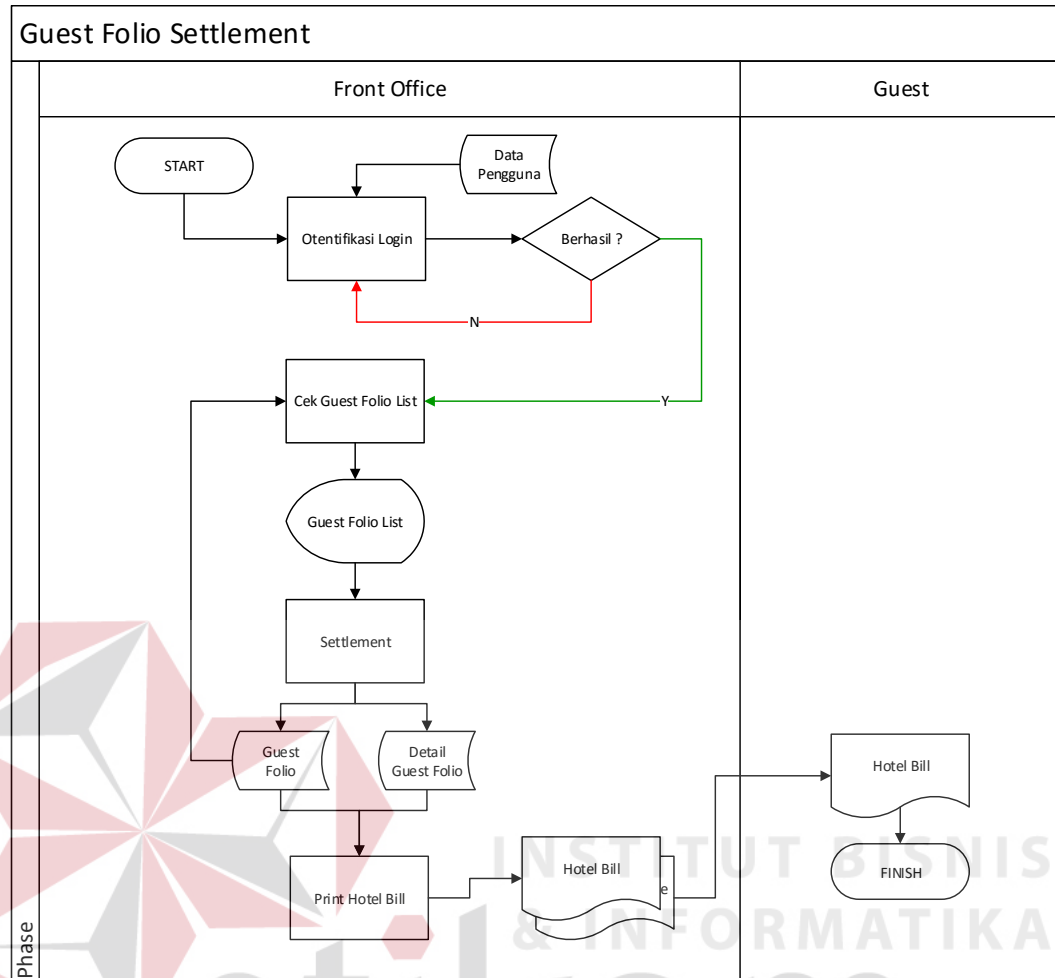 Guest Folio Settlement
Front Office
Guest
START
Data
Pengguna
Otentifikasi Login
Berhasil ?
N
Cek Guest Folio List
Y
Guest Folio List
Settlement
Guest
Folio
Detail
Guest Folio
Hotel Bill
Print Hotel Bill
Hotel Bill
e
FINISH
INSTITUT BISNIS
& INFORMATIKA
Phase